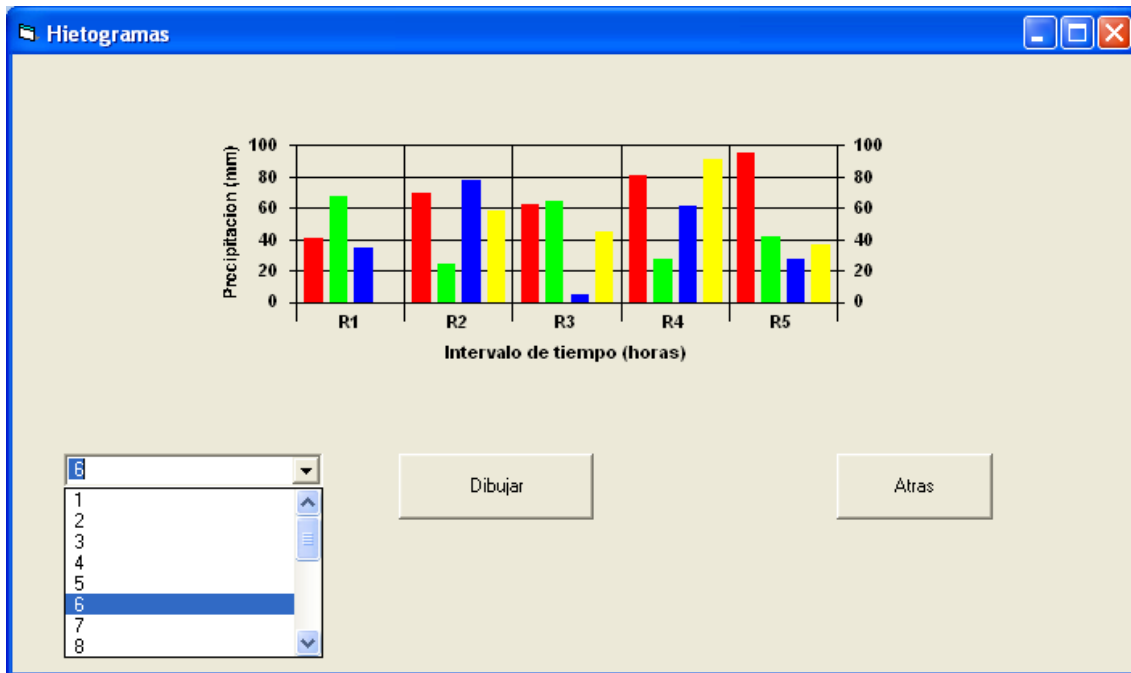 Hietogramas
Precipitacion (mm)
100 100
80 80
60 60
40 40
20 20
0 0
R1 R2 R3 R4 R5
Intervalo de tiempo (horas)
6
Dibujar
Atras
1
2
3
4
5
6
7
8